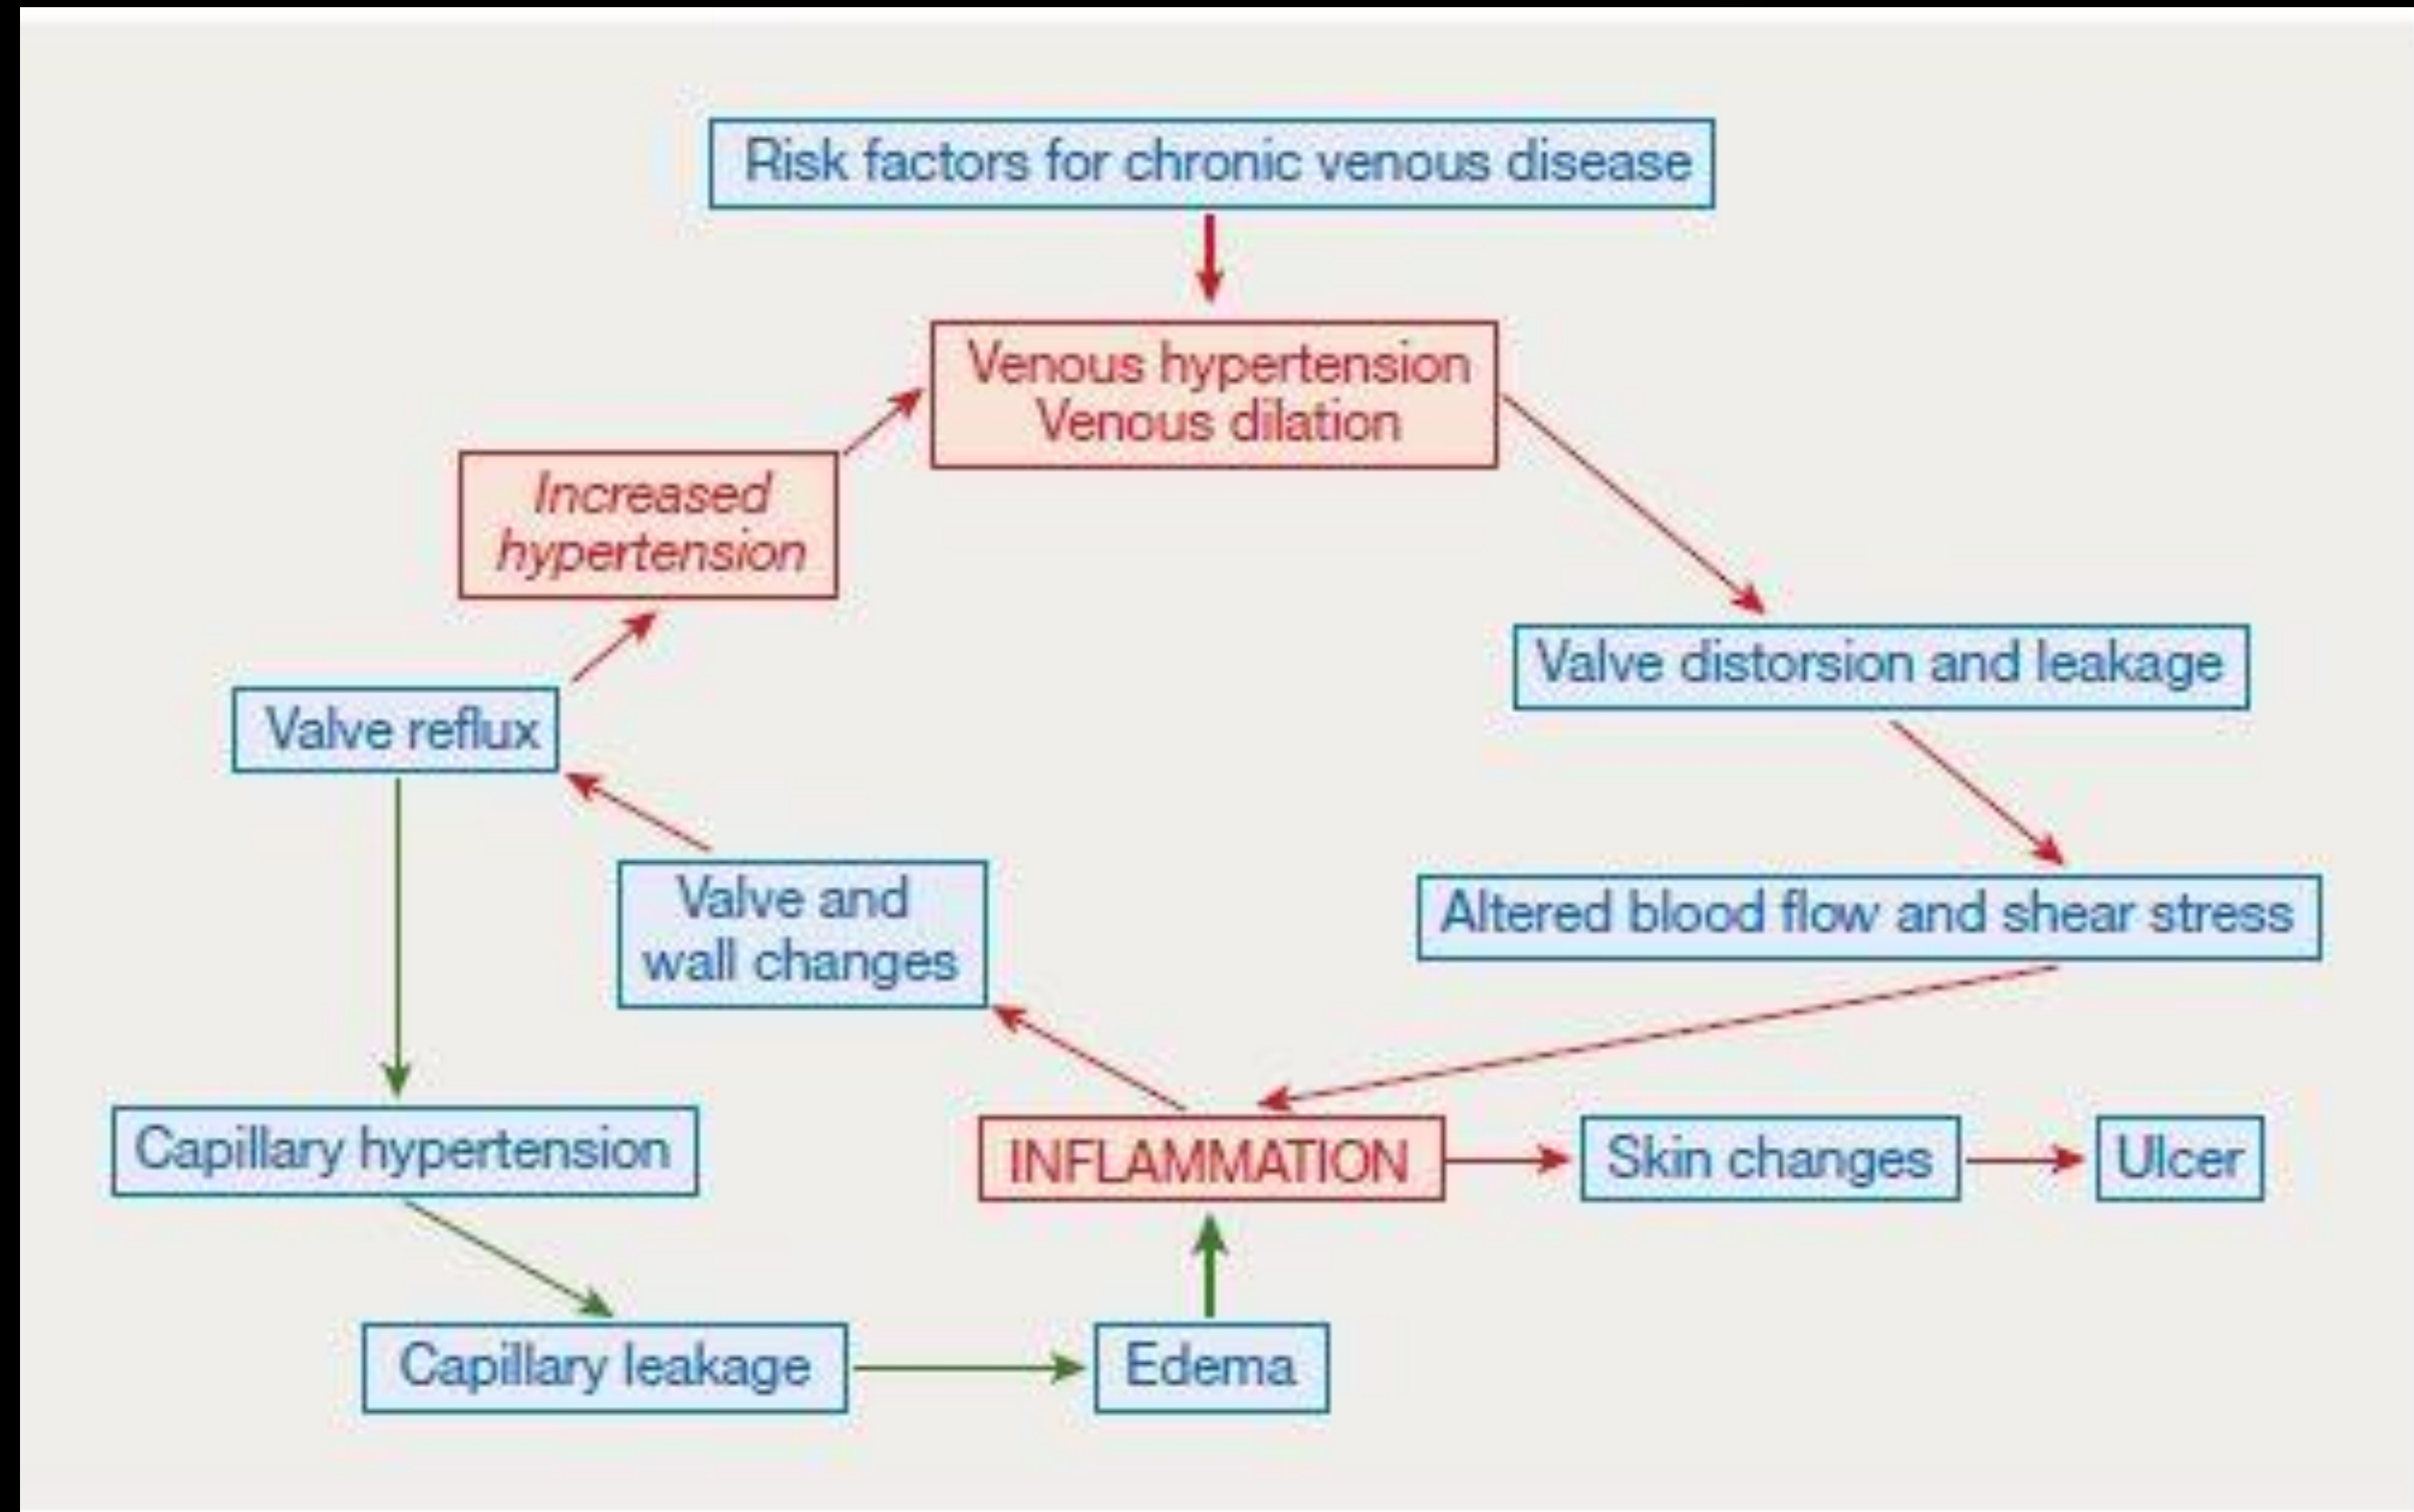 Risk factors for chronic venous disease
Venous hypertension
Venous dilation
Increased
hypertension
Valve distorsion and leakage
Valve reflux
Valve and
wall changes
Altered blood flow and shear stress
Capillary hypertension
INFLAMMATION
Skin changes
Ulcer
Capillary leakage
Edema